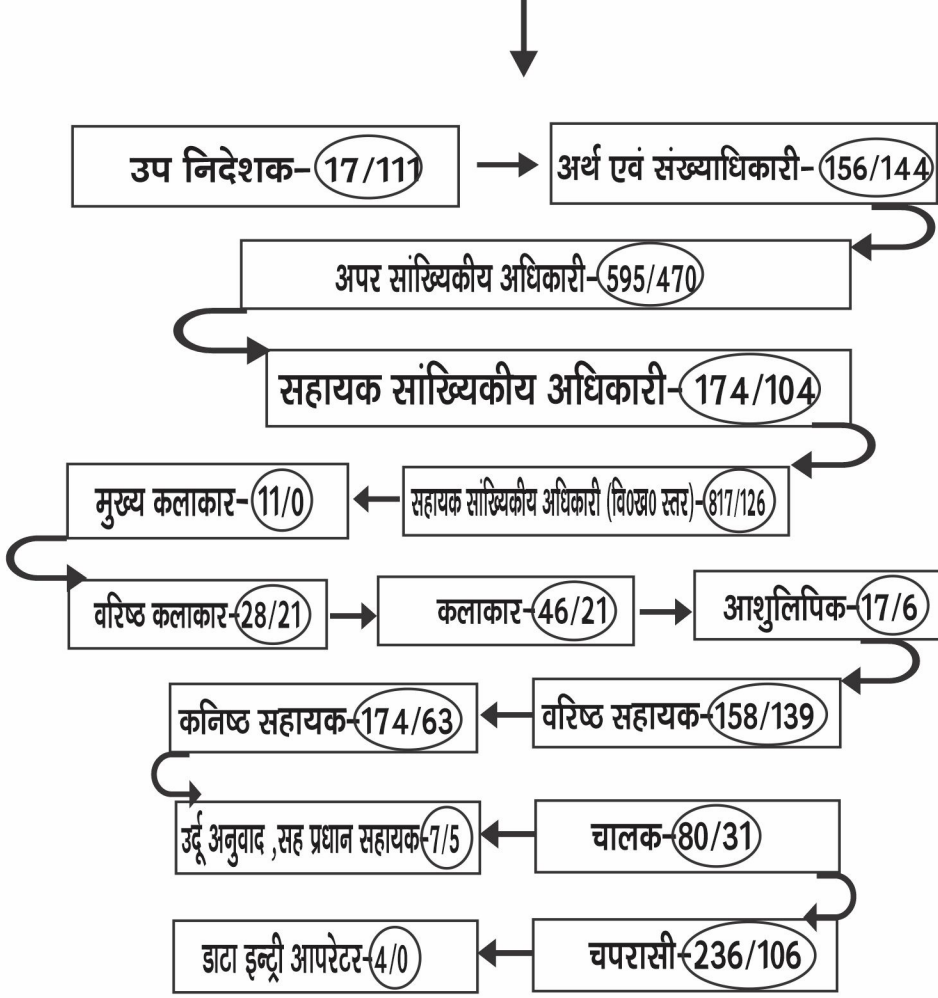 उप निदेशक-17/111
अर्थ एवं संख्याधिकारी-156/144
अपर सांख्यिकीय अधिकारी-595/470
सहायक सांख्यिकीय अधिकारी-174/104
सहायक सांख्यिकीय अधिकारी (वि0ख0 स्तर)-817/126
मुख्य कलाकार-11/0
वरिष्ठ कलाकार-28/21
कलाकार-46/21
आशुलिपिक-17/6
वरिष्ठ सहायक-158/139
कनिष्ठ सहायक-174/63
उर्दू अनुवाद ,सह प्रधान सहायक-7/5
चालक-80/31
चपरासी-236/106
डाटा इन्ट्री आपरेटर-4/0